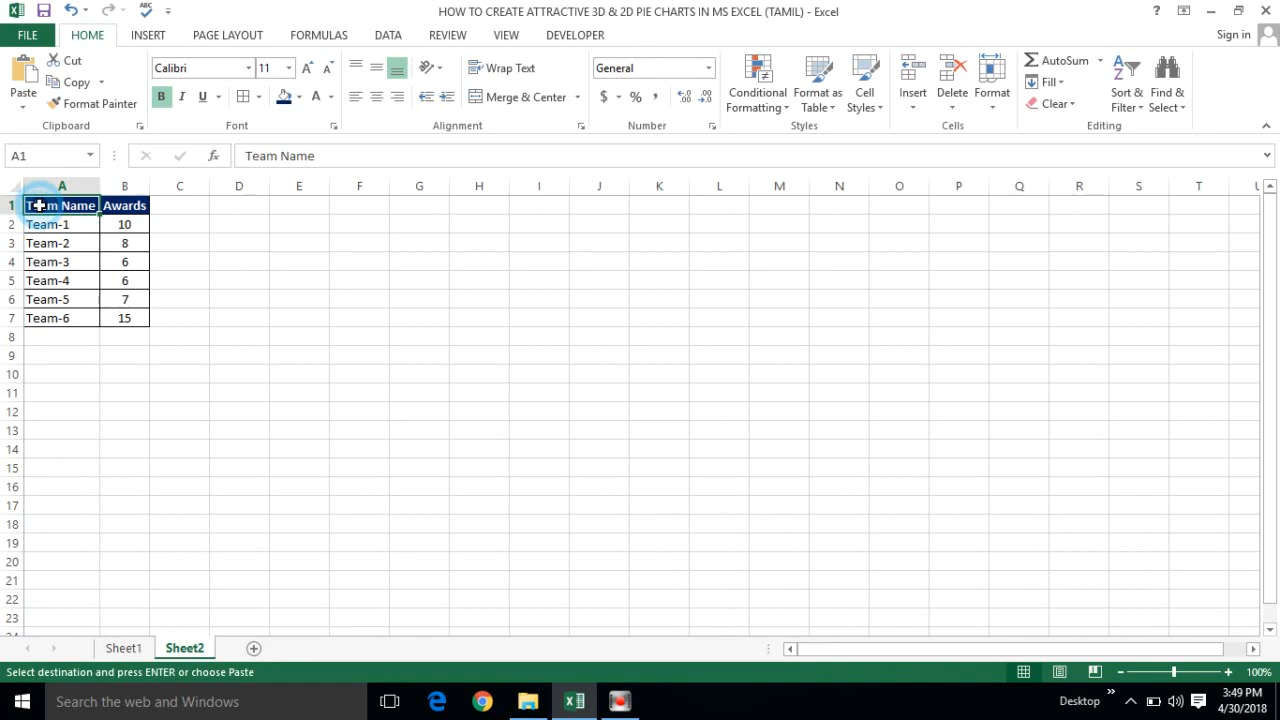 HOW TO CREATE ATTRACTIVE 3D & 2D PIE CHARTS IN MS EXCEL (TAMIL) - Excel
FILE HOME INSERT PAGE LAYOUT FORMULAS DATA REVIEW VIEW DEVELOPER Sign in
Paste
Cut
Copy
Format Painter
Clipboard
Calibri 11
B I U
Font
Wrap Text
Merge & Center
Alignment
General
$ % ,
Number
Conditional Formatting
Format as Table
Cell Styles
Styles
Insert Delete Format
Cells
AutoSum
Fill
Clear
Sort & Filter
Find & Select
Editing
A1 fx Team Name
A B C D E F G H I J K L M N O P Q R S T U
1 Team Name Awards
2 Team-1 10
3 Team-2 8
4 Team-3 6
5 Team-4 6
6 Team-5 7
7 Team-6 15
8
9
10
11
12
13
14
15
16
17
18
19
20
21
22
23
24
Sheet1 Sheet2
Select destination and press ENTER or choose Paste 100%
Search the web and Windows
Desktop
3:49 PM
4/30/2018